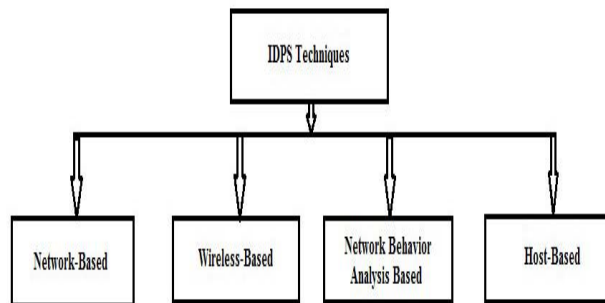 IDPS Techniques
Network-Based
Wireless-Based
Network Behavior
Analysis Based
Host-Based